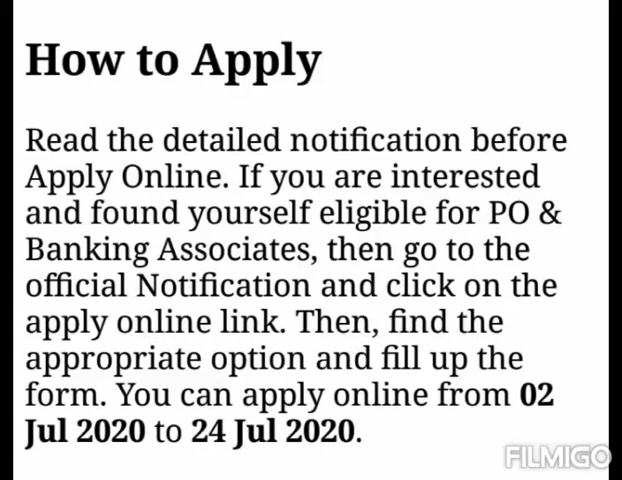 How to Apply
Read the detailed notification before
Apply Online. If you are interested
and found yourself eligible for PO &
Banking Associates, then go to the
official Notification and click on the
apply online link. Then, find the
appropriate option and fill up the
form. You can apply online from 02
Jul 2020 to 24 Jul 2020.
FILMIGO